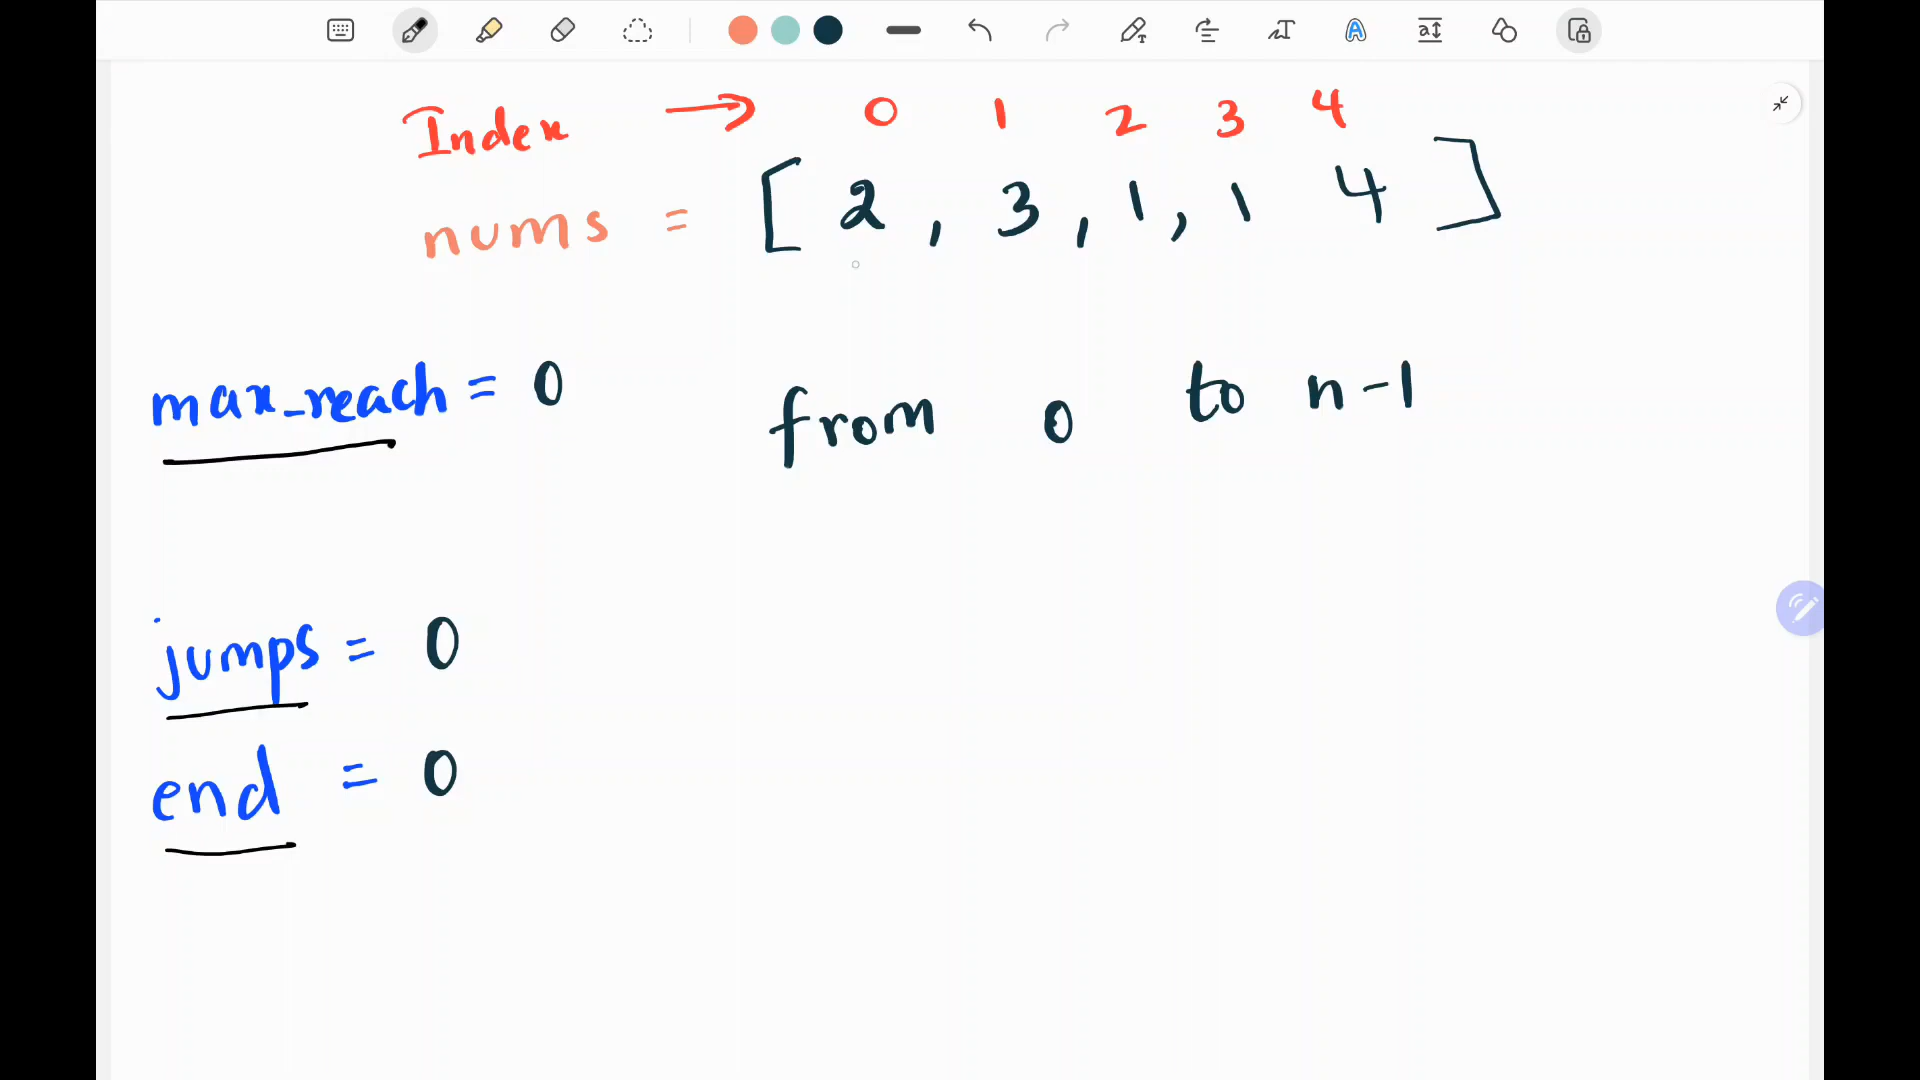 Index → 0 1 2 3 4
nums = [ 2 , 3 , 1 , 1 4 ]
max_reach = 0
from 0 to n-1
jumps = 0
end = 0